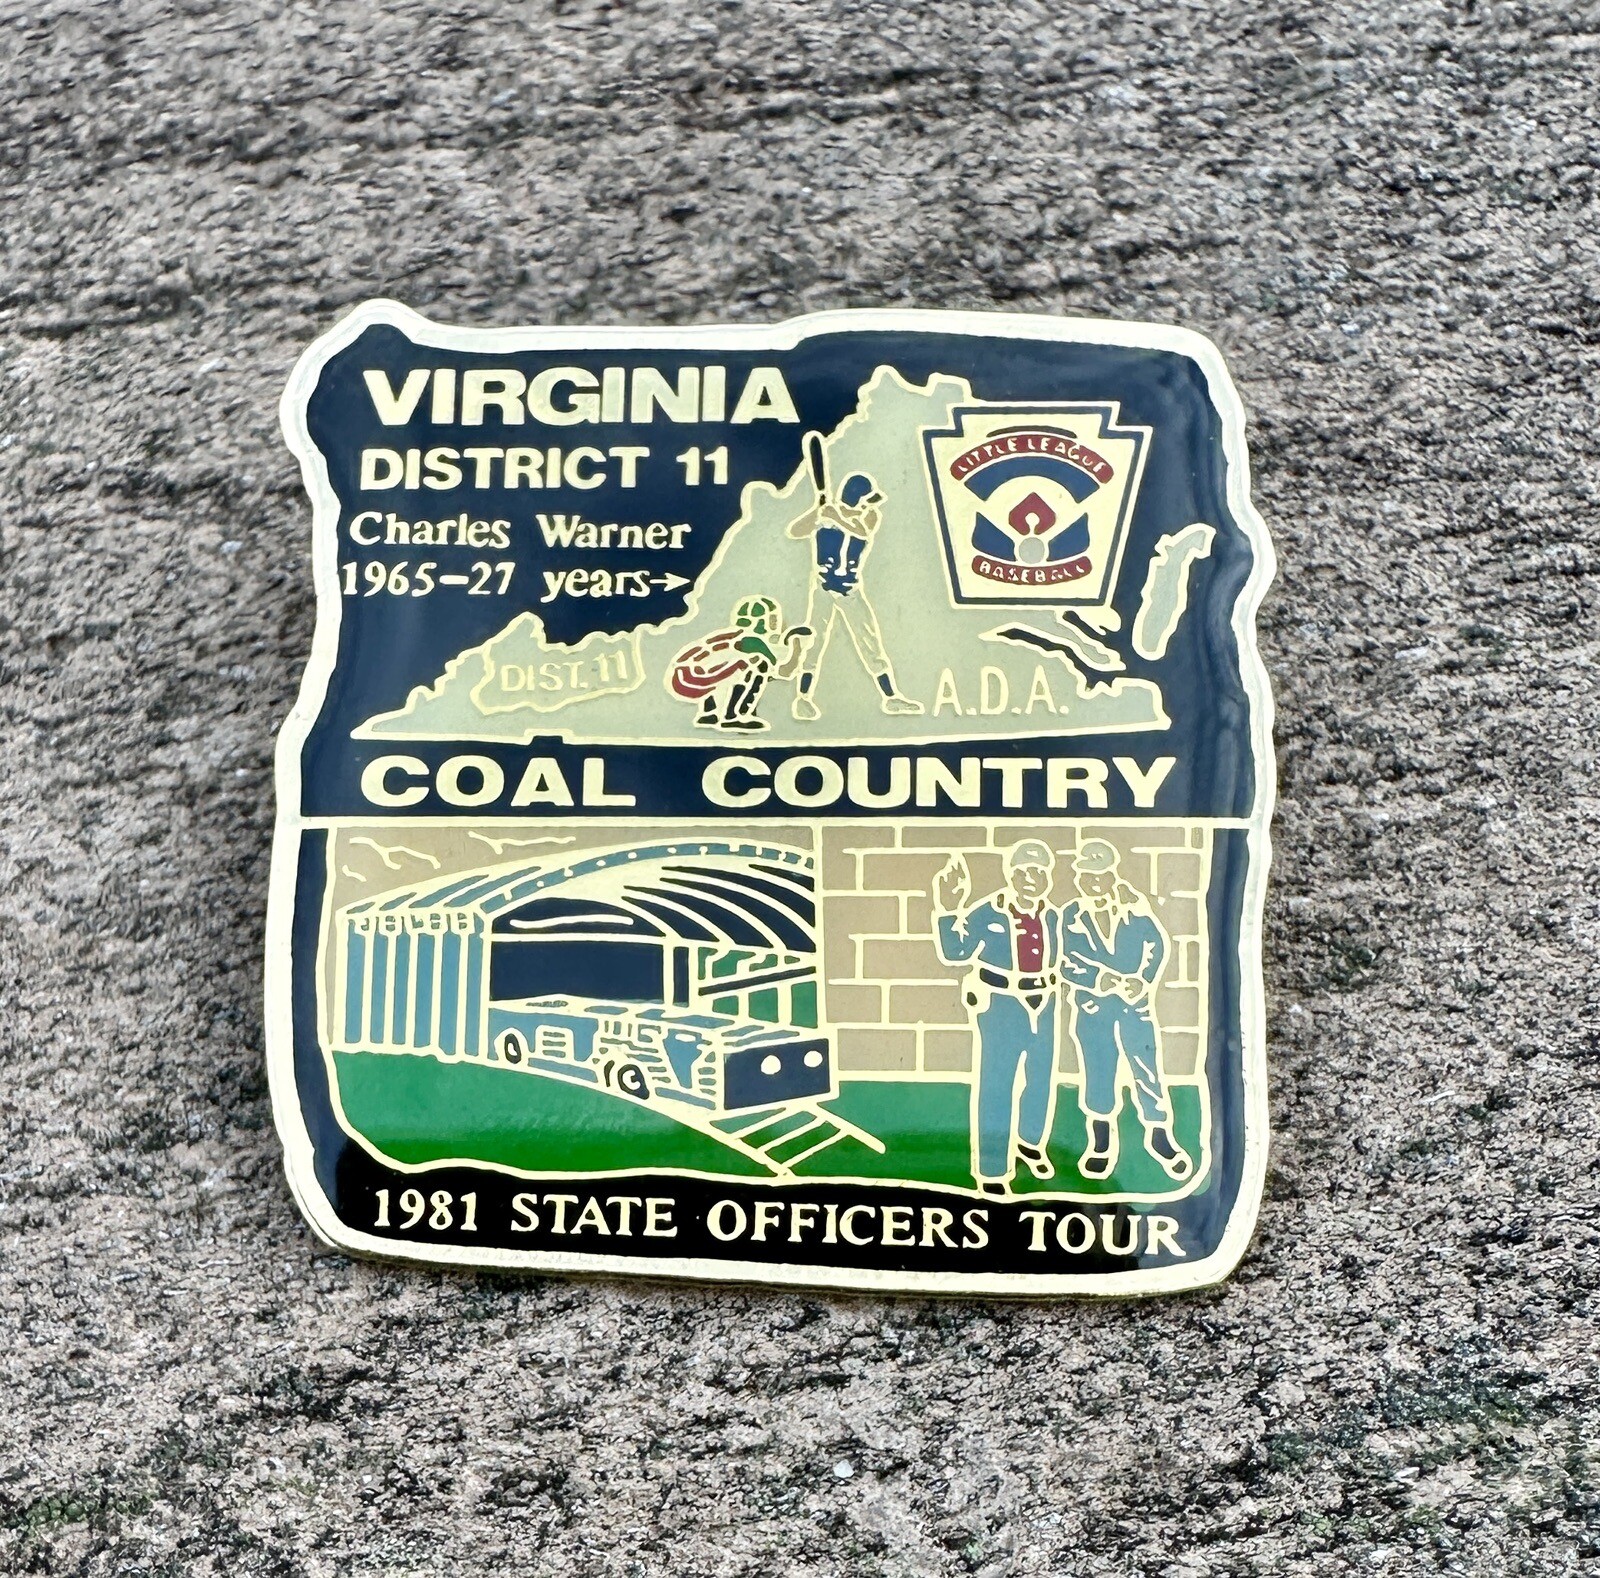 VIRGINIA
DISTRICT 11
Charles Warner
1965-27 years→
LITTLE LEAGUE
BASEBALL
DIST. 11
A.D.A.
COAL COUNTRY
1981 STATE OFFICERS TOUR